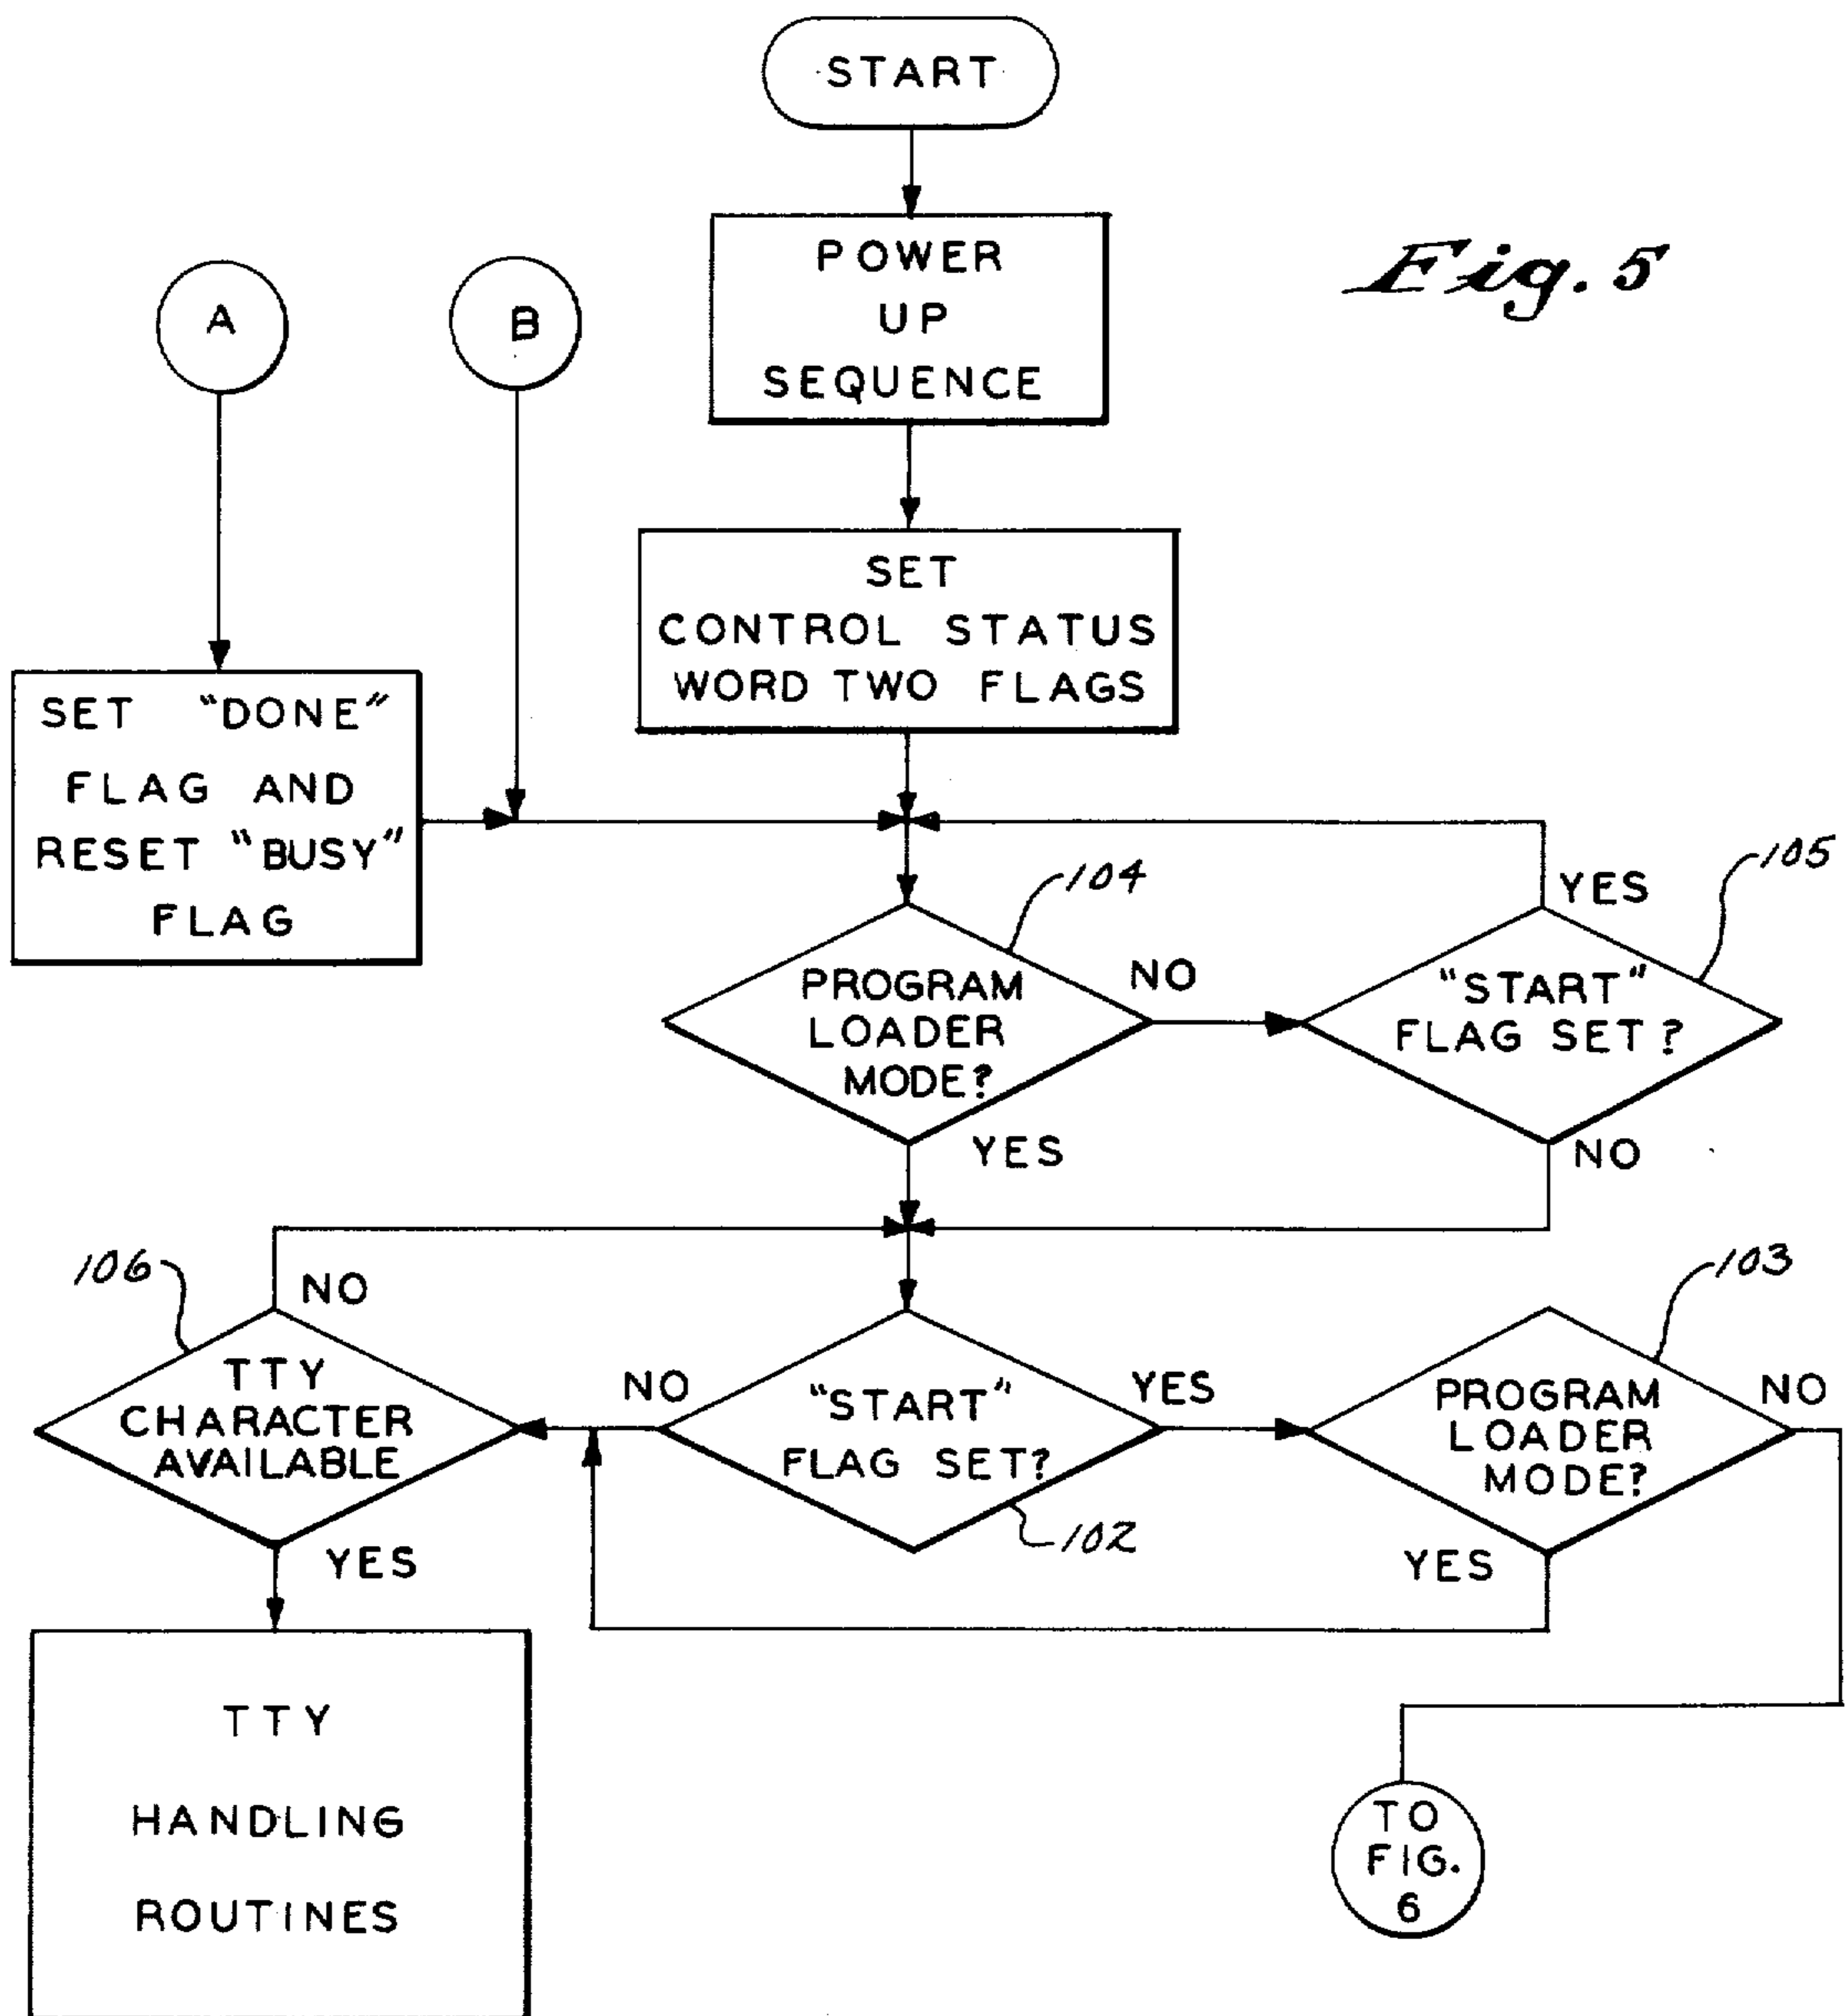 START
Fig. 5
POWER
UP
SEQUENCE
A
B
SET
CONTROL STATUS
WORD TWO FLAGS
SET "DONE"
FLAG AND
RESET "BUSY"
FLAG
104
105
YES
PROGRAM
LOADER
MODE?
NO
"START"
FLAG SET?
YES
NO
106
NO
103
TTY
CHARACTER
AVAILABLE
NO
"START"
FLAG SET?
YES
PROGRAM
LOADER
MODE?
NO
102
YES
YES
TTY
HANDLING
ROUTINES
TO
FIG.
6